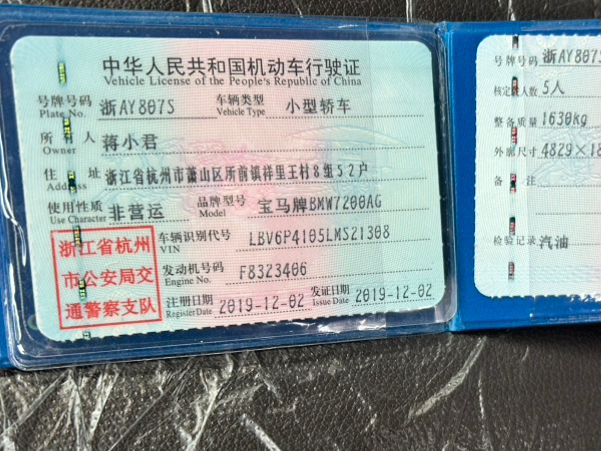 中华人民共和国机动车行驶证
Vehicle License of the People's Republic of China
号牌号码 浙AY807S 车辆类型 小型轿车
Plate No. Vehicle Type
所有人 蒋小君
Owner
住址 浙江省杭州市萧山区所前镇祥里王村8组52户
Address
使用性质 非营运 品牌型号 宝马牌BMW7200AG
Use Character Model
浙江省杭州
市公安局交
通警察支队
车辆识别代号 LBV6P4105LMS21308
VIN
发动机号码 F8323406
Engine No.
注册日期 2019-12-02 发证日期 2019-12-02
Register Date Issue Date
号牌号码 浙AY807
核定载人数 5人
整备质量 1630kg
外廓尺寸 4829×18
备注
检验记录 汽油